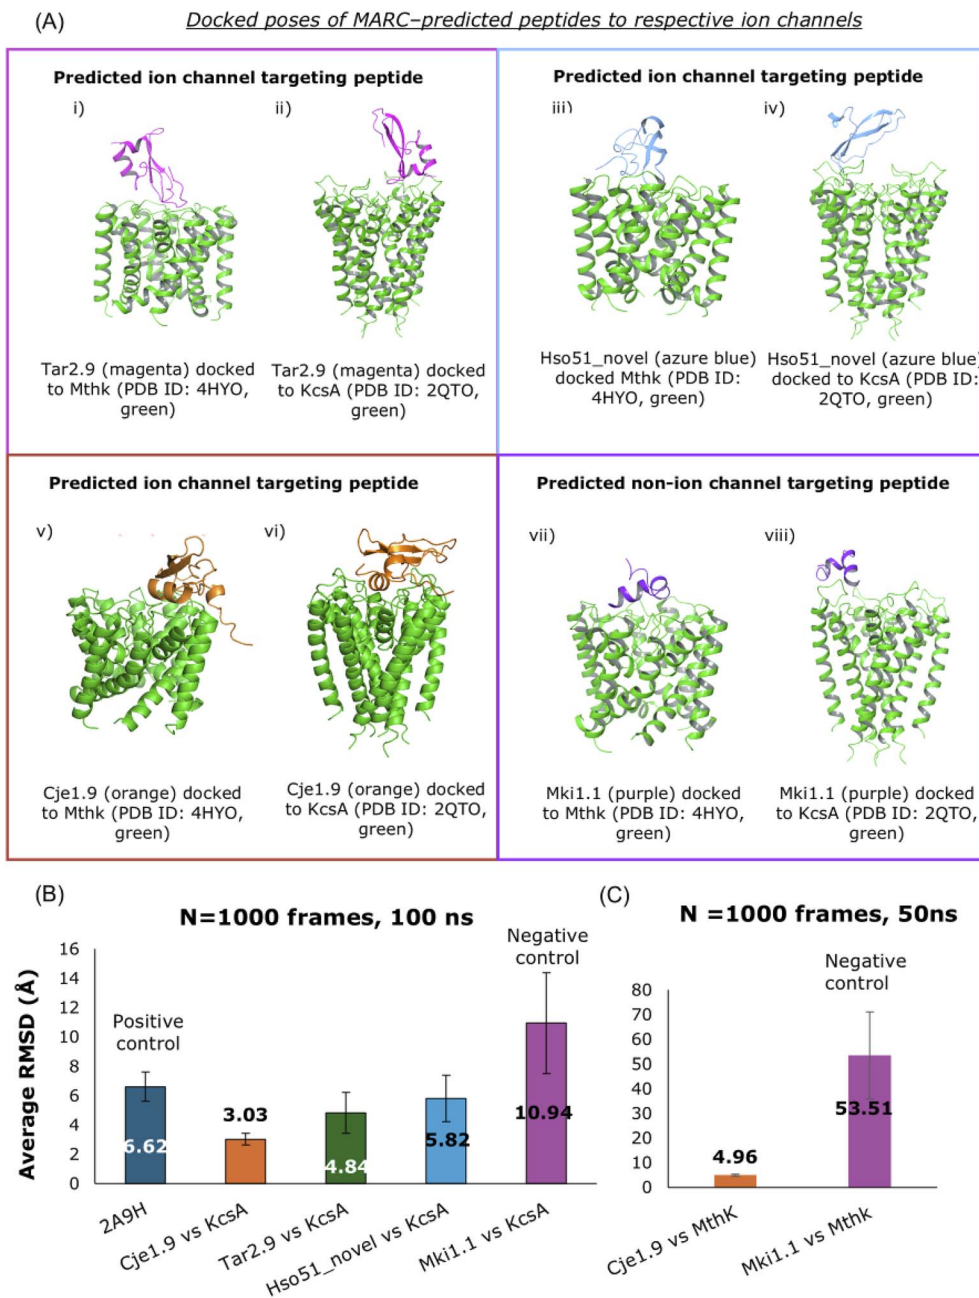 (A)
Docked poses of MARC–predicted peptides to respective ion channels
Predicted ion channel targeting peptide
i)
ii)
Tar2.9 (magenta) docked
to Mthk (PDB ID: 4HYO,
green)
Tar2.9 (magenta) docked
to KcsA (PDB ID: 2QTO,
green)
Predicted ion channel targeting peptide
iii)
iv)
Hso51_novel (azure blue)
docked Mthk (PDB ID:
4HYO, green)
Hso51_novel (azure blue)
docked to KcsA (PDB ID:
2QTO, green)
Predicted ion channel targeting peptide
v)
vi)
Cje1.9 (orange) docked
to Mthk (PDB ID: 4HYO,
green)
Cje1.9 (orange) docked
to KcsA (PDB ID: 2QTO,
green)
Predicted non-ion channel targeting peptide
vii)
viii)
Mki1.1 (purple) docked
to Mthk (PDB ID: 4HYO,
green)
Mki1.1 (purple) docked
to KcsA (PDB ID: 2QTO,
green)
(B)
N=1000 frames, 100 ns
Average RMSD (Å)
16
14
12
10
8
6
4
2
0
Positive
control
Negative
control
6.62
3.03
4.84
5.82
10.94
2A9H
Cje1.9 vs KcsA
Tar2.9 vs KcsA
Hso51_novel vs KcsA
Mki1.1 vs KcsA
(C)
N =1000 frames, 50ns
80
70
60
50
40
30
20
10
0
Negative
control
4.96
53.51
Cje1.9 vs MthK
Mki1.1 vs Mthk